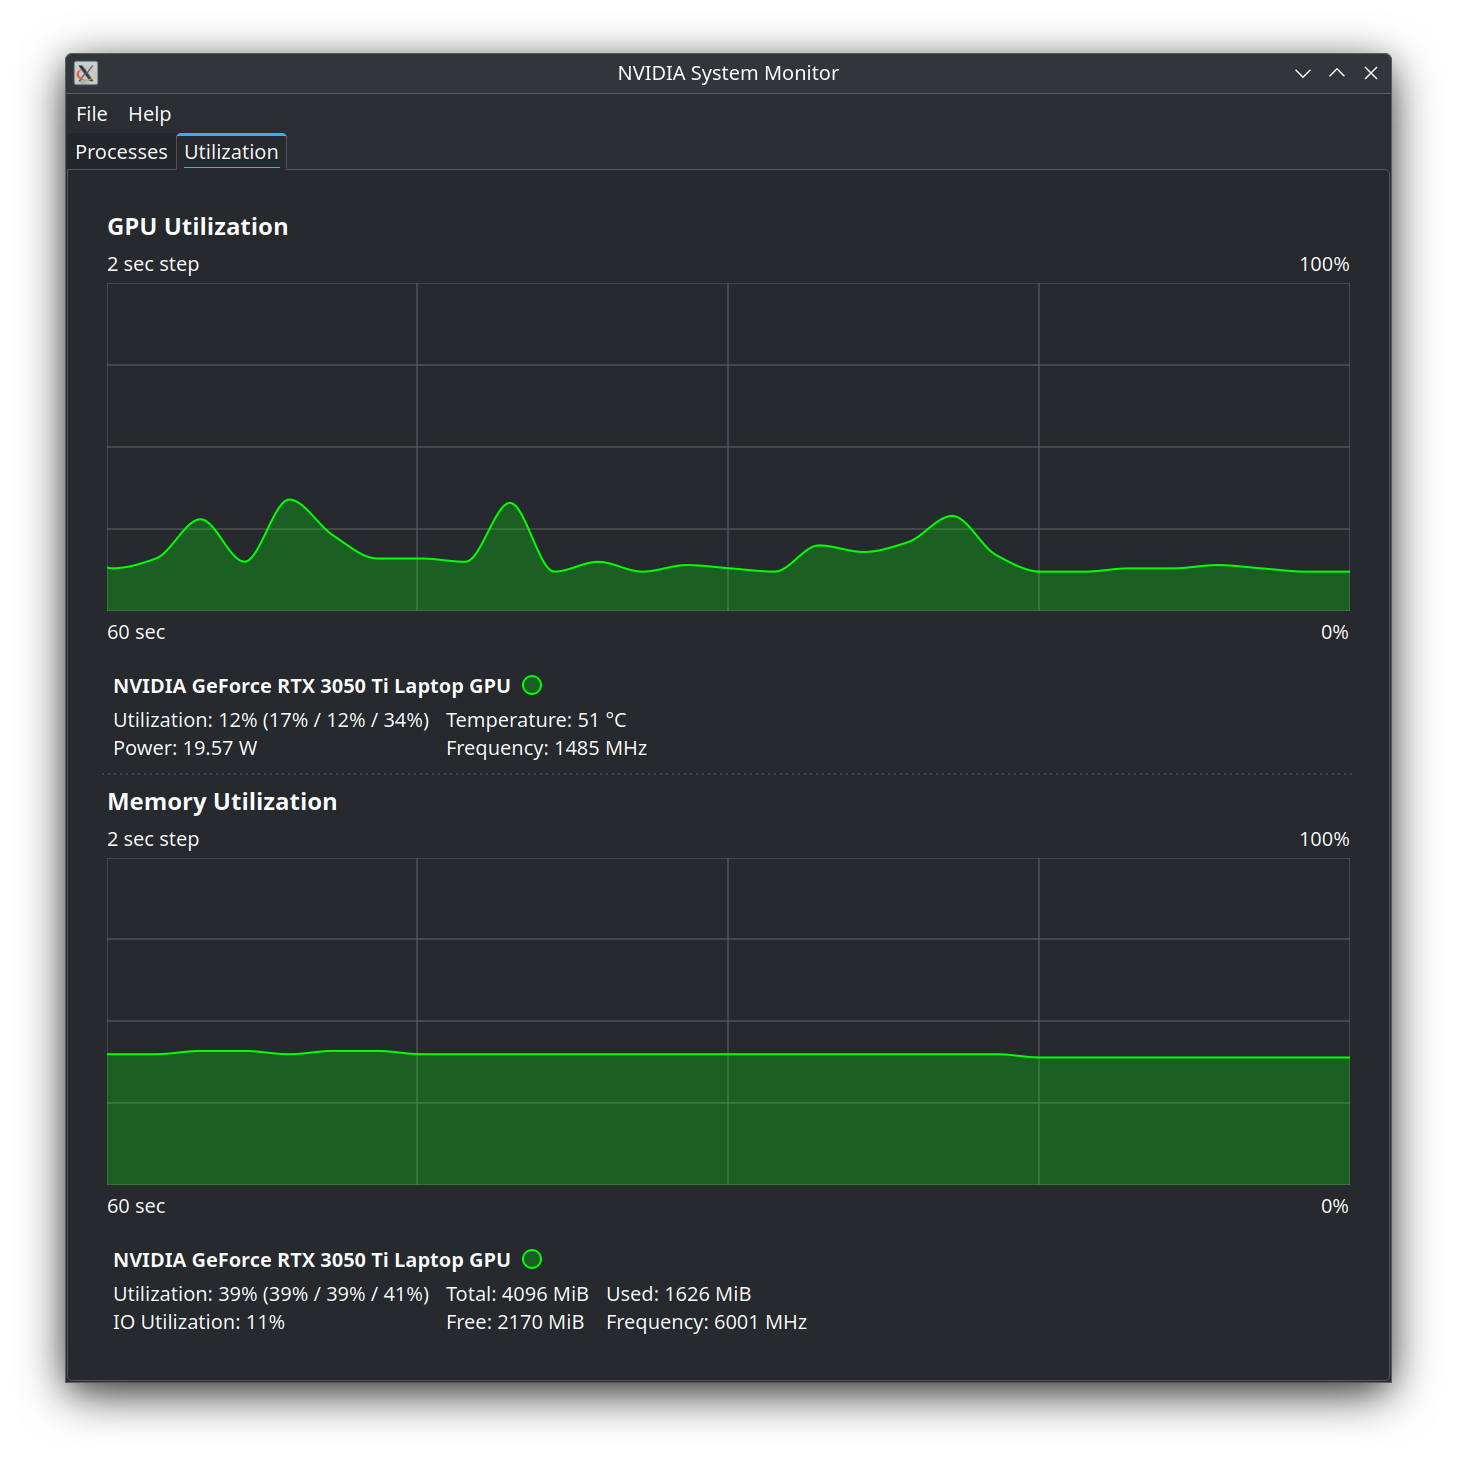 NVIDIA System Monitor
File Help
Processes Utilization
GPU Utilization
2 sec step 100%
60 sec 0%
NVIDIA GeForce RTX 3050 Ti Laptop GPU
Utilization: 12% (17% / 12% / 34%) Temperature: 51 °C
Power: 19.57 W Frequency: 1485 MHz
Memory Utilization
2 sec step 100%
60 sec 0%
NVIDIA GeForce RTX 3050 Ti Laptop GPU
Utilization: 39% (39% / 39% / 41%) Total: 4096 MiB Used: 1626 MiB
IO Utilization: 11% Free: 2170 MiB Frequency: 6001 MHz